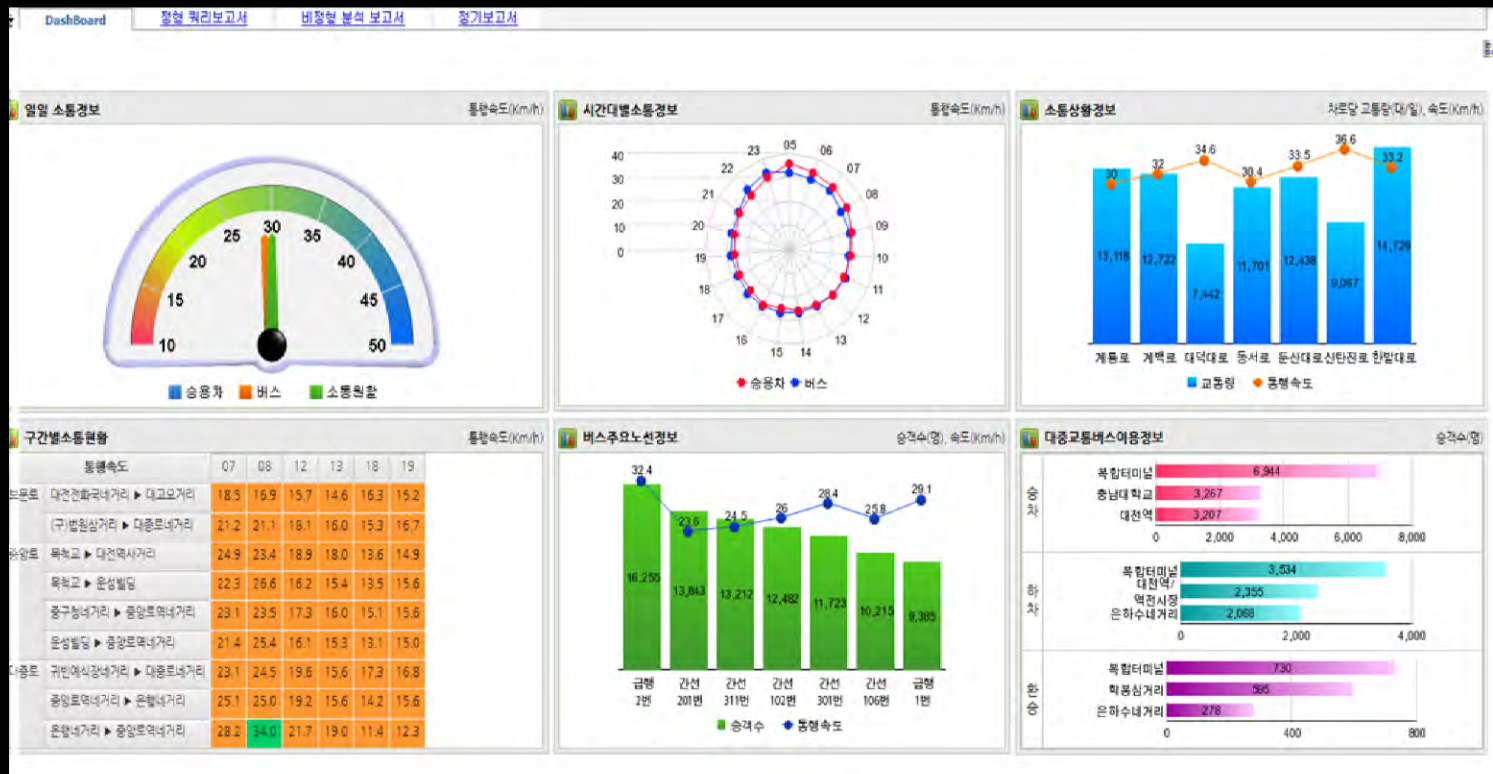 DashBoard 정형 쿼리보고서 비정형 분석 보고서 정기보고서
일일 소통정보 통행속도(Km/h)
10 15 20 25 30 35 40 45 50
승용차 버스 소통원활
시간대별소통정보 통행속도(Km/h)
40
30
20
10
0
05 06 07 08 09 10 11 12 13 14 15 16 17 18 19 20 21 22 23
승용차 버스
소통상황정보 차로당 교통량(대/일), 속도(Km/h)
30 32 34.6 30.4 33.5 36.6 33.2
13,118 12,722 7,442 11,701 12,438 9,067 14,729
계룡로 계백로 대덕대로 동서로 둔산대로 신탄진로 한밭대로
교통량 통행속도
구간별소통현황 통행속도(Km/h)
통행속도 07 08 12 13 18 19
보문로 대전전화국네거리 ▶ 대고오거리 18.5 16.9 15.7 14.6 16.3 15.2
(구)법원삼거리 ▶ 대종로네거리 21.2 21.1 18.1 16.0 15.3 16.7
중앙로 목척교 ▶ 대전역사거리 24.9 23.4 18.9 18.0 13.6 14.9
목척교 ▶ 운성빌딩 22.3 26.6 16.2 15.4 13.5 15.6
중구청네거리 ▶ 중앙로역네거리 23.1 23.5 17.3 16.0 15.1 15.6
운성빌딩 ▶ 중앙로역네거리 21.4 25.4 16.1 15.3 13.1 15.0
대종로 귀빈예식장네거리 ▶ 대종로네거리 23.1 24.5 19.6 15.6 17.3 16.8
중앙로역네거리 ▶ 은행네거리 25.1 25.0 19.2 15.6 14.2 15.6
은행네거리 ▶ 중앙로역네거리 28.2 34.0 21.7 19.0 11.4 12.3
버스주요노선정보 승객수(명), 속도(Km/h)
32.4 23.6 24.5 26 28.4 25.8 29.1
16,255 13,843 13,212 12,482 11,723 10,215 9,385
급행 간선 간선 간선 간선 간선 급행
2번 201번 311번 102번 301번 106번 1번
승객수 통행속도
대중교통버스이용정보 승객수(명)
승차
복합터미널 6,944
충남대학교 3,267
대전역 3,207
0 2,000 4,000 6,000 8,000
하차
복합터미널 3,534
대전역/
역전시장 2,355
은하수네거리 2,068
0 2,000 4,000
환승
복합터미널 730
학봉삼거리 595
은하수네거리 278
0 400 800